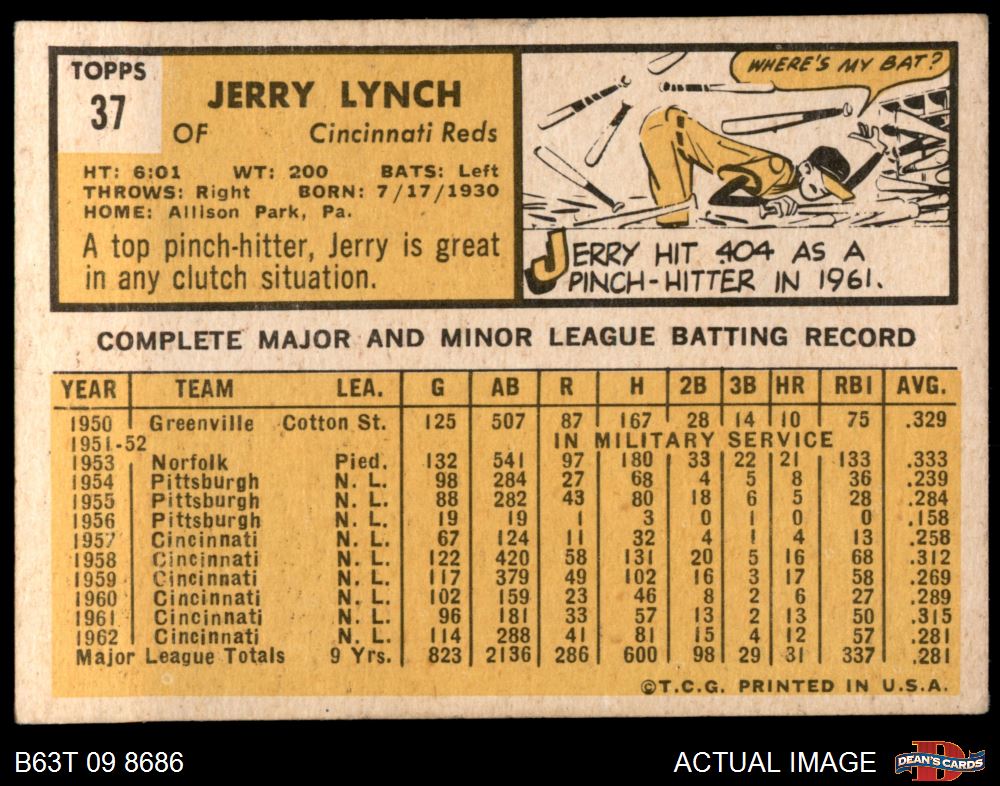 TOPPS
37
JERRY LYNCH
OF Cincinnati Reds
HT: 6:01 WT: 200 BATS: Left
THROWS: Right BORN: 7/17/1930
HOME: Allison Park, Pa.
A top pinch-hitter, Jerry is great
in any clutch situation.
WHERE'S MY BAT?
JERRY HIT .404 AS A
PINCH-HITTER IN 1961.
COMPLETE MAJOR AND MINOR LEAGUE BATTING RECORD
YEAR TEAM LEA. G AB R H 2B 3B HR RBI AVG.
1950 Greenville Cotton St. 125 507 87 167 28 14 10 75 .329
1951-52 IN MILITARY SERVICE
1953 Norfolk Pied. 132 541 97 180 33 22 21 133 .333
1954 Pittsburgh N. L. 98 284 27 68 4 5 8 36 .239
1955 Pittsburgh N. L. 88 282 43 80 18 6 5 28 .284
1956 Pittsburgh N. L. 19 19 1 3 0 1 0 0 .158
1957 Cincinnati N. L. 67 124 11 32 4 1 4 13 .258
1958 Cincinnati N. L. 122 420 58 131 20 5 16 68 .312
1959 Cincinnati N. L. 117 379 49 102 16 3 17 58 .269
1960 Cincinnati N. L. 102 159 23 46 8 2 6 27 .289
1961 Cincinnati N. L. 96 181 33 57 13 2 13 50 .315
1962 Cincinnati N. L. 114 288 41 81 15 4 12 57 .281
Major League Totals 9 Yrs. 823 2136 286 600 98 29 31 337 .281
©T.C.G. PRINTED IN U.S.A.
B63T 09 8686
ACTUAL IMAGE
DEAN'S CARDS